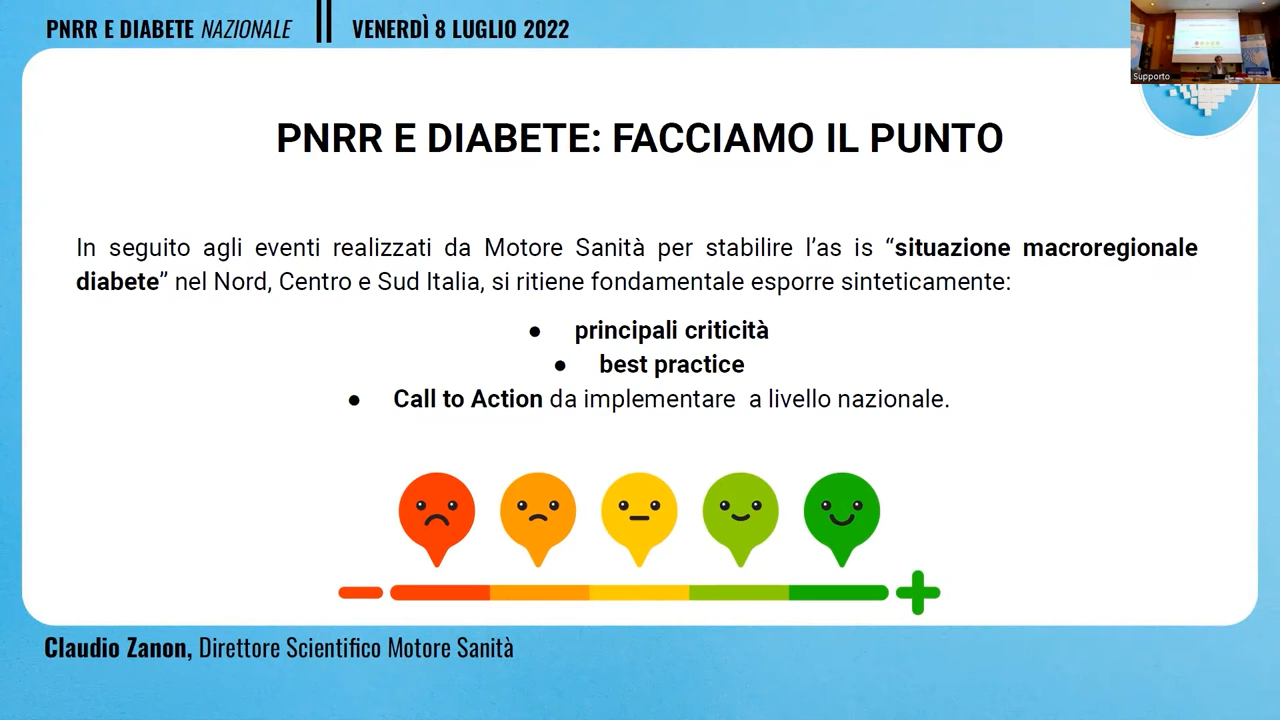 PNRR E DIABETE NAZIONALE || VENERDÌ 8 LUGLIO 2022
Supporto
PNRR E DIABETE: FACCIAMO IL PUNTO
In seguito agli eventi realizzati da Motore Sanità per stabilire l’as is “situazione macroregionale
diabete” nel Nord, Centro e Sud Italia, si ritiene fondamentale esporre sinteticamente:
● principali criticità
● best practice
● Call to Action da implementare a livello nazionale.
Claudio Zanon, Direttore Scientifico Motore Sanità